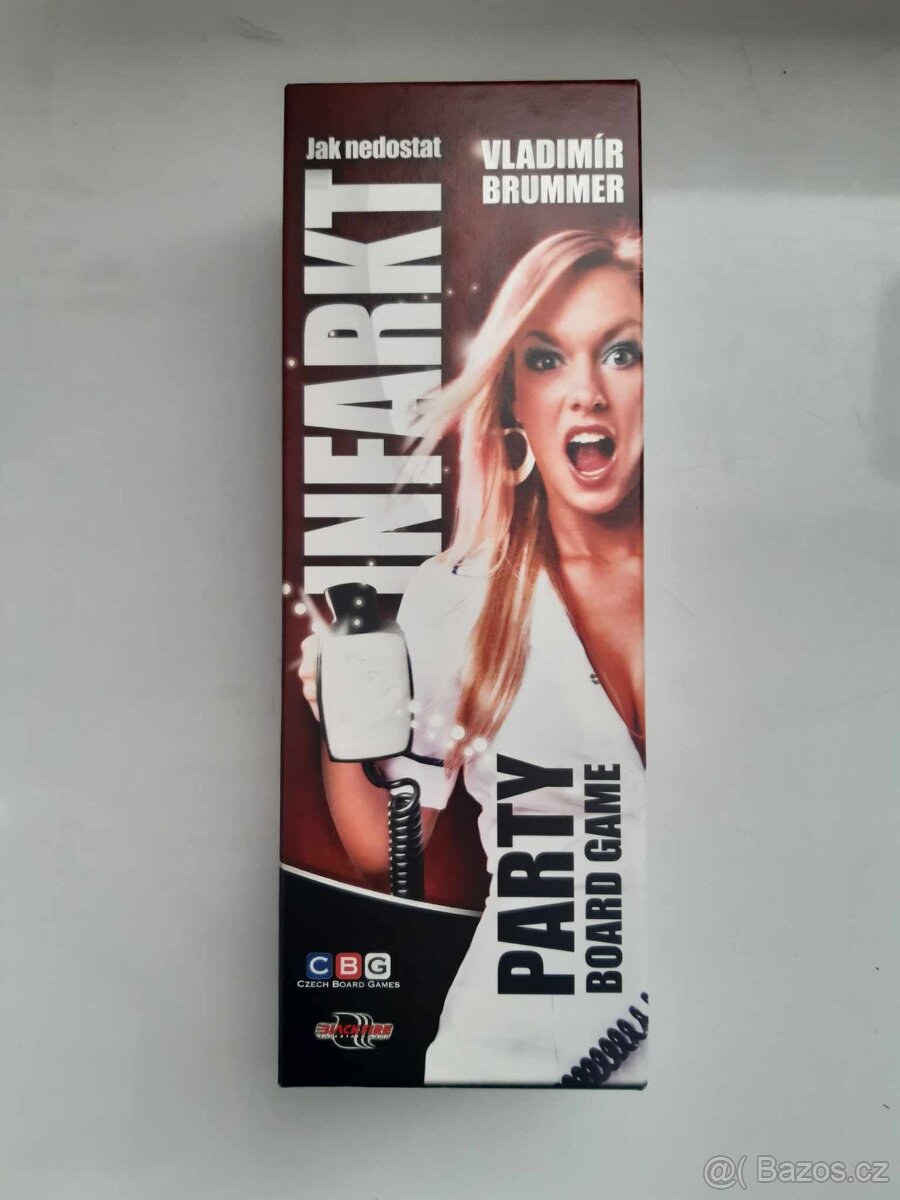 Jak nedostat
INFARKT
VLADIMÍR
BRUMMER
PARTY
BOARD GAME
CBG
CZECH BOARD GAMES
BLACKFIRE
@( Bazos.cz